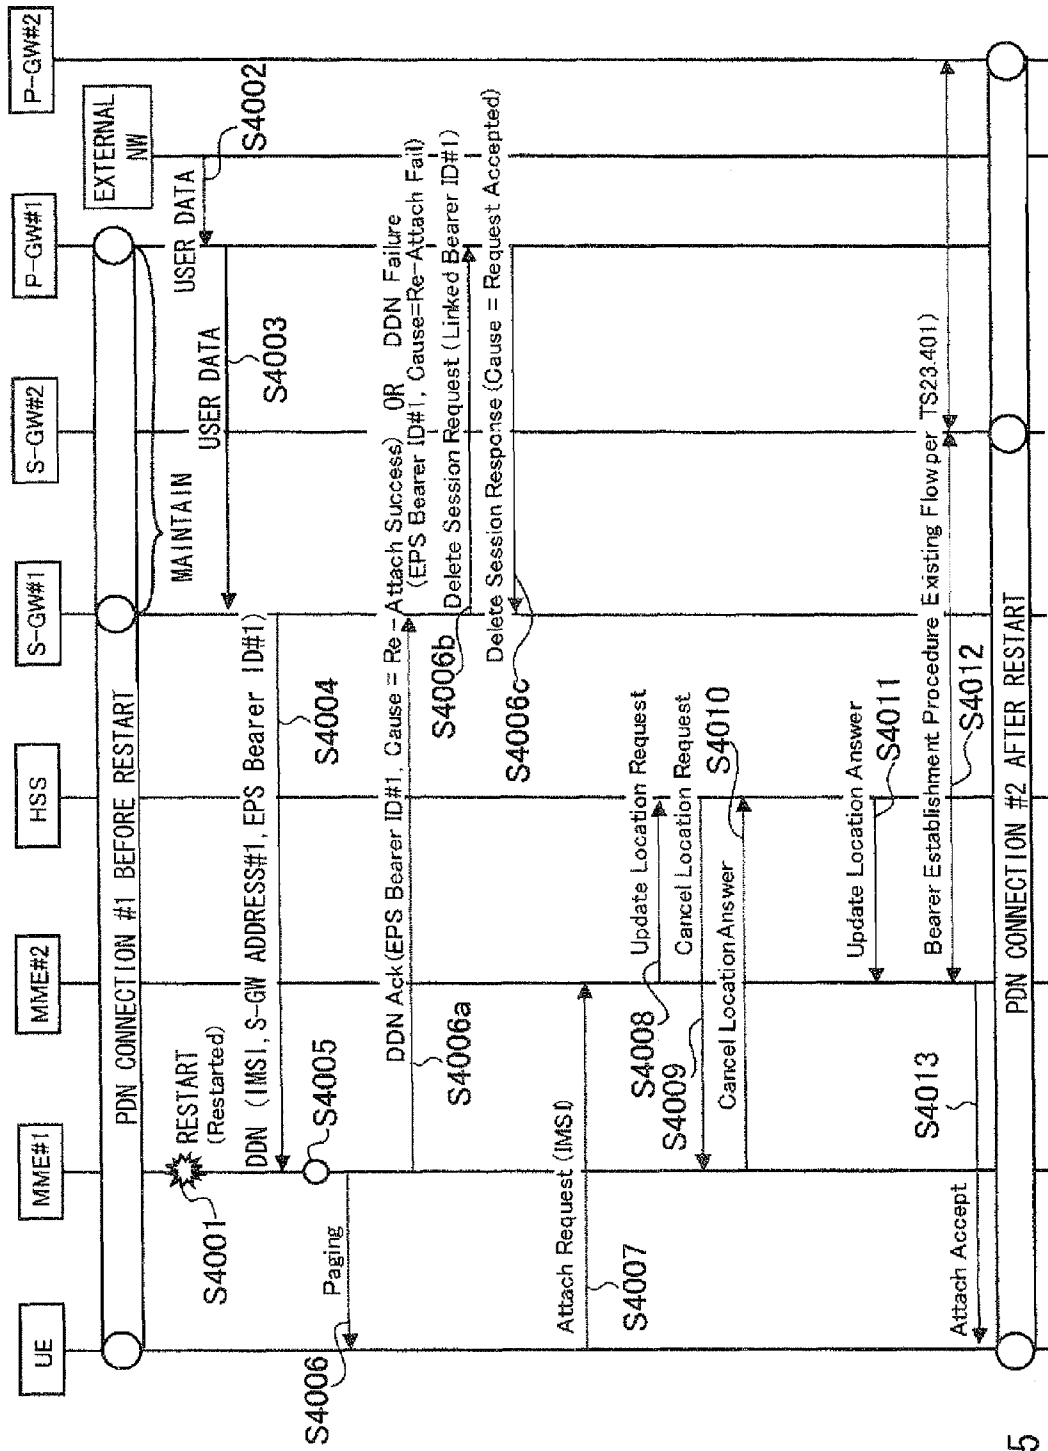 UE
MME#1
MME#2
HSS
S-GW#1
S-GW#2
P-GW#1
EXTERNAL
NW
P-GW#2
PDN CONNECTION #1 BEFORE RESTART
MAINTAIN
S4001
RESTART
(Restarted)
USER DATA
S4002
USER DATA
S4003
DDN (IMSI, S-GW ADDRESS#1, EPS Bearer ID#1)
S4004
S4005
Paging
S4006
DDN Ack(EPS Bearer ID#1, Cause = Re-Attach Success) OR DDN Failure
(EPS Bearer ID#1, Cause=Re-Attach Fail)
S4006a
S4006b
Delete Session Request (Linked Bearer ID#1)
Delete Session Response (Cause = Request Accepted)
S4006c
Attach Request (IMSI)
S4007
Update Location Request
S4008
Cancel Location Request
S4009
Cancel Location Answer
S4010
Update Location Answer
S4011
Bearer Establishment Procedure Existing Flow per TS23.401)
S4012
S4013
Attach Accept
PDN CONNECTION #2 AFTER RESTART
5